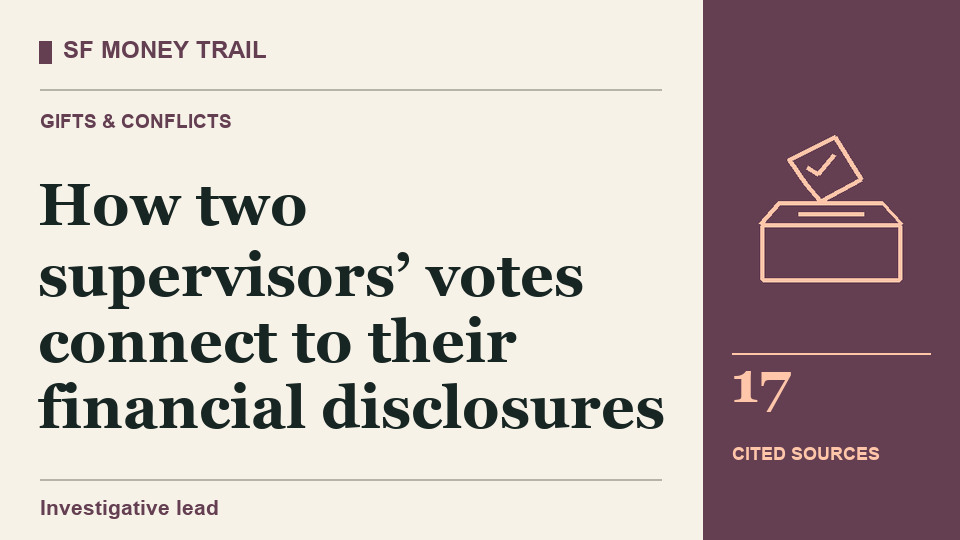 SF MONEY TRAIL
GIFTS & CONFLICTS
How two
supervisors’ votes
connect to their
financial disclosures
Investigative lead
17
CITED SOURCES